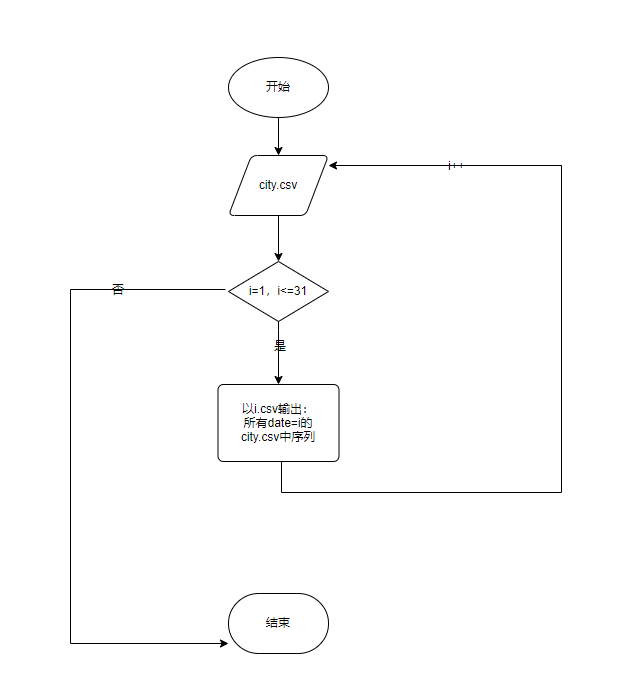 开始
city.csv
i++
i=1，i<=31
否
是
以i.csv输出：
所有date=i的
city.csv中序列
结束